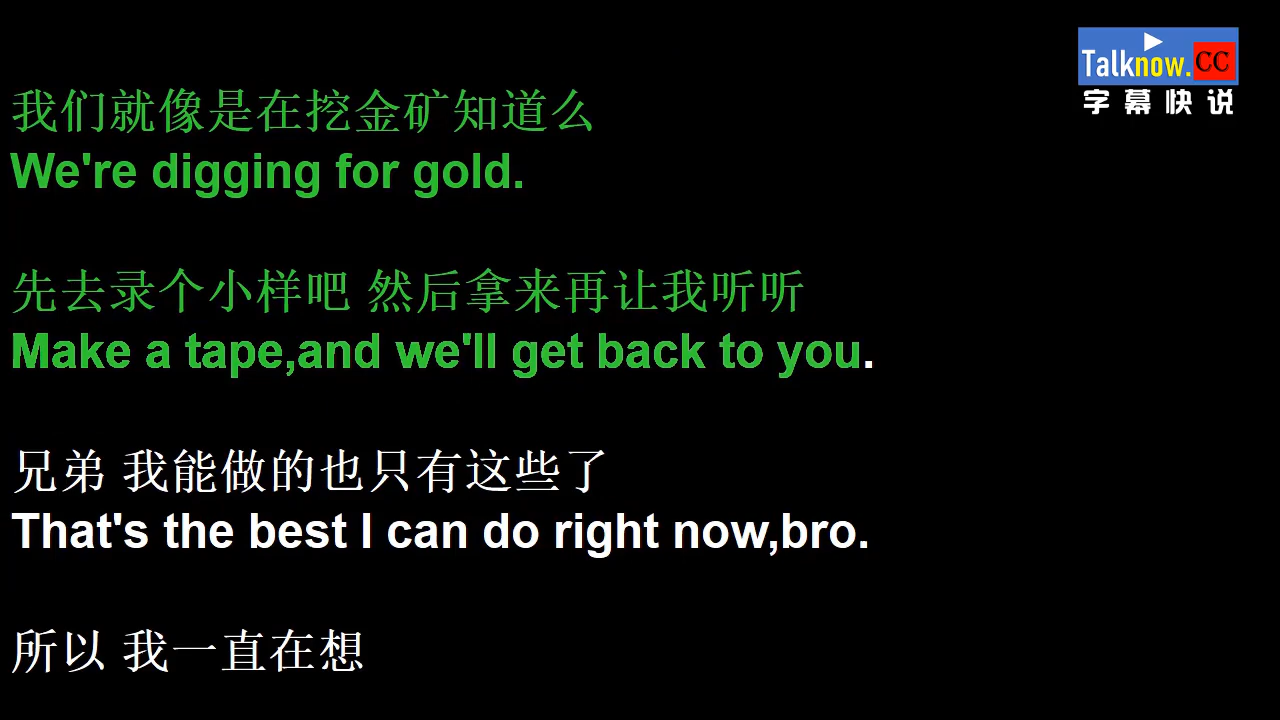 Talknow.CC
字幕快说
我们就像是在挖金矿知道么
We're digging for gold.
先去录个小样吧 然后拿来再让我听听
Make a tape,and we'll get back to you.
兄弟 我能做的也只有这些了
That's the best I can do right now,bro.
所以 我一直在想